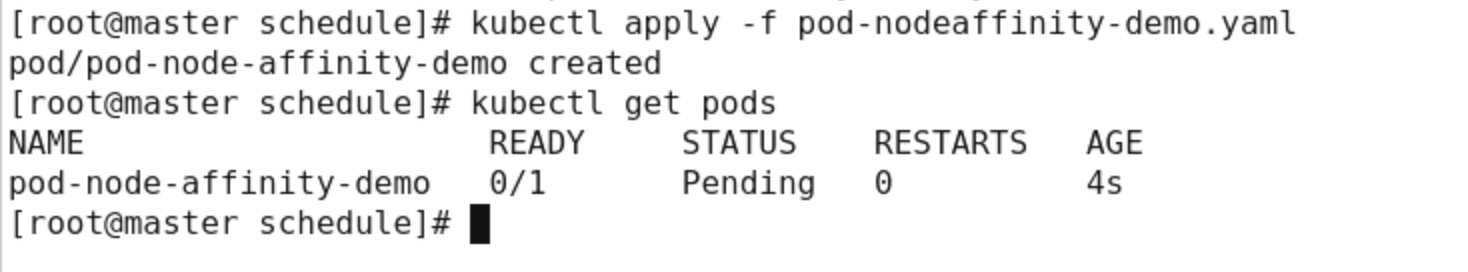 [root@master schedule]# kubectl apply -f pod-nodeaffinity-demo.yaml
pod/pod-node-affinity-demo created
[root@master schedule]# kubectl get pods
NAME                     READY     STATUS    RESTARTS   AGE
pod-node-affinity-demo   0/1       Pending   0          4s
[root@master schedule]#